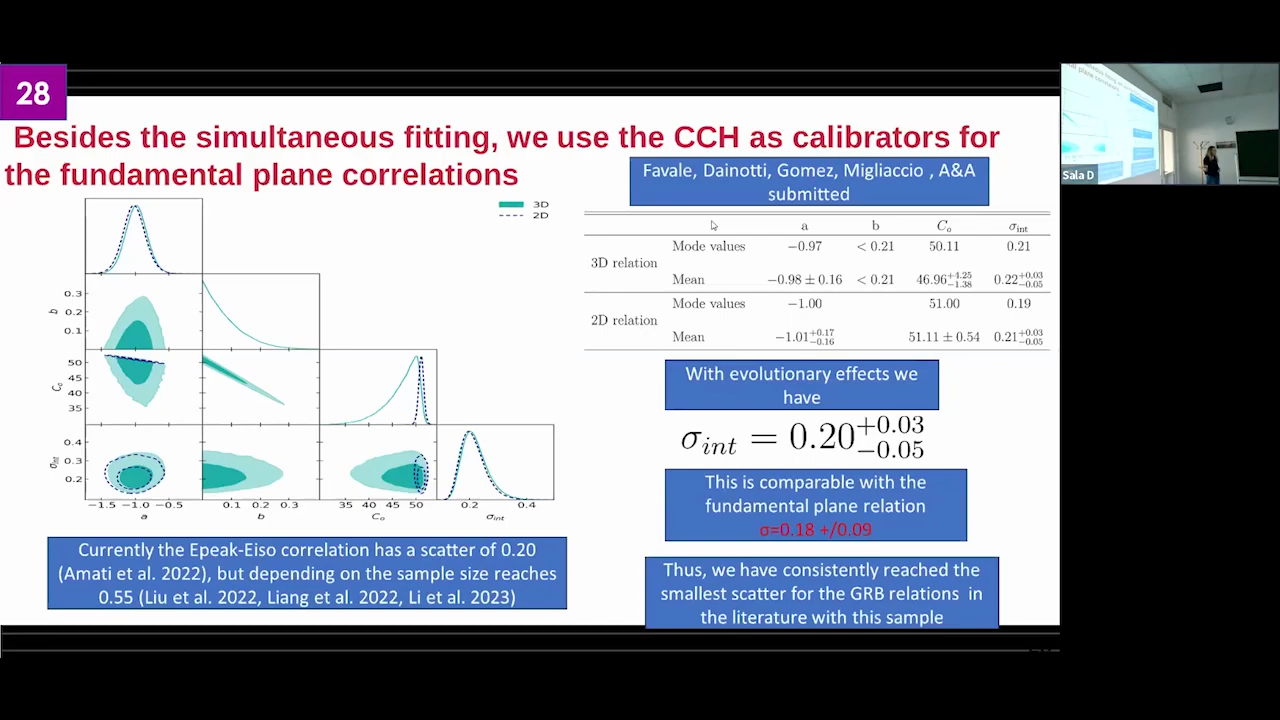 28
Besides the simultaneous fitting, we use the CCH as calibrators for
the fundamental plane correlations
Favale, Dainotti, Gomez, Migliaccio , A&A
submitted
3D
2D
a b C_o σ_int
Mode values −0.97 < 0.21 50.11 0.21
3D relation
Mean −0.98 ± 0.16 < 0.21 46.96^{+4.25}_{−1.38} 0.22^{+0.03}_{−0.05}
Mode values −1.00 51.00 0.19
2D relation
Mean −1.01^{+0.17}_{−0.16} 51.11 ± 0.54 0.21^{+0.03}_{−0.05}
b
0.3
0.2
0.1
C_o
50
45
40
35
σ_int
0.4
0.3
0.2
−1.5 −1.0 −0.5
a
0.1 0.2 0.3
b
35 40 45 50
C_o
0.2 0.4
σ_int
With evolutionary effects we
have
σ_int = 0.20^{+0.03}_{−0.05}
This is comparable with the
fundamental plane relation
σ=0.18 +/0.09
Currently the Epeak-Eiso correlation has a scatter of 0.20
(Amati et al. 2022), but depending on the sample size reaches
0.55 (Liu et al. 2022, Liang et al. 2022, Li et al. 2023)
Thus, we have consistently reached the
smallest scatter for the GRB relations in
the literature with this sample
Sala D